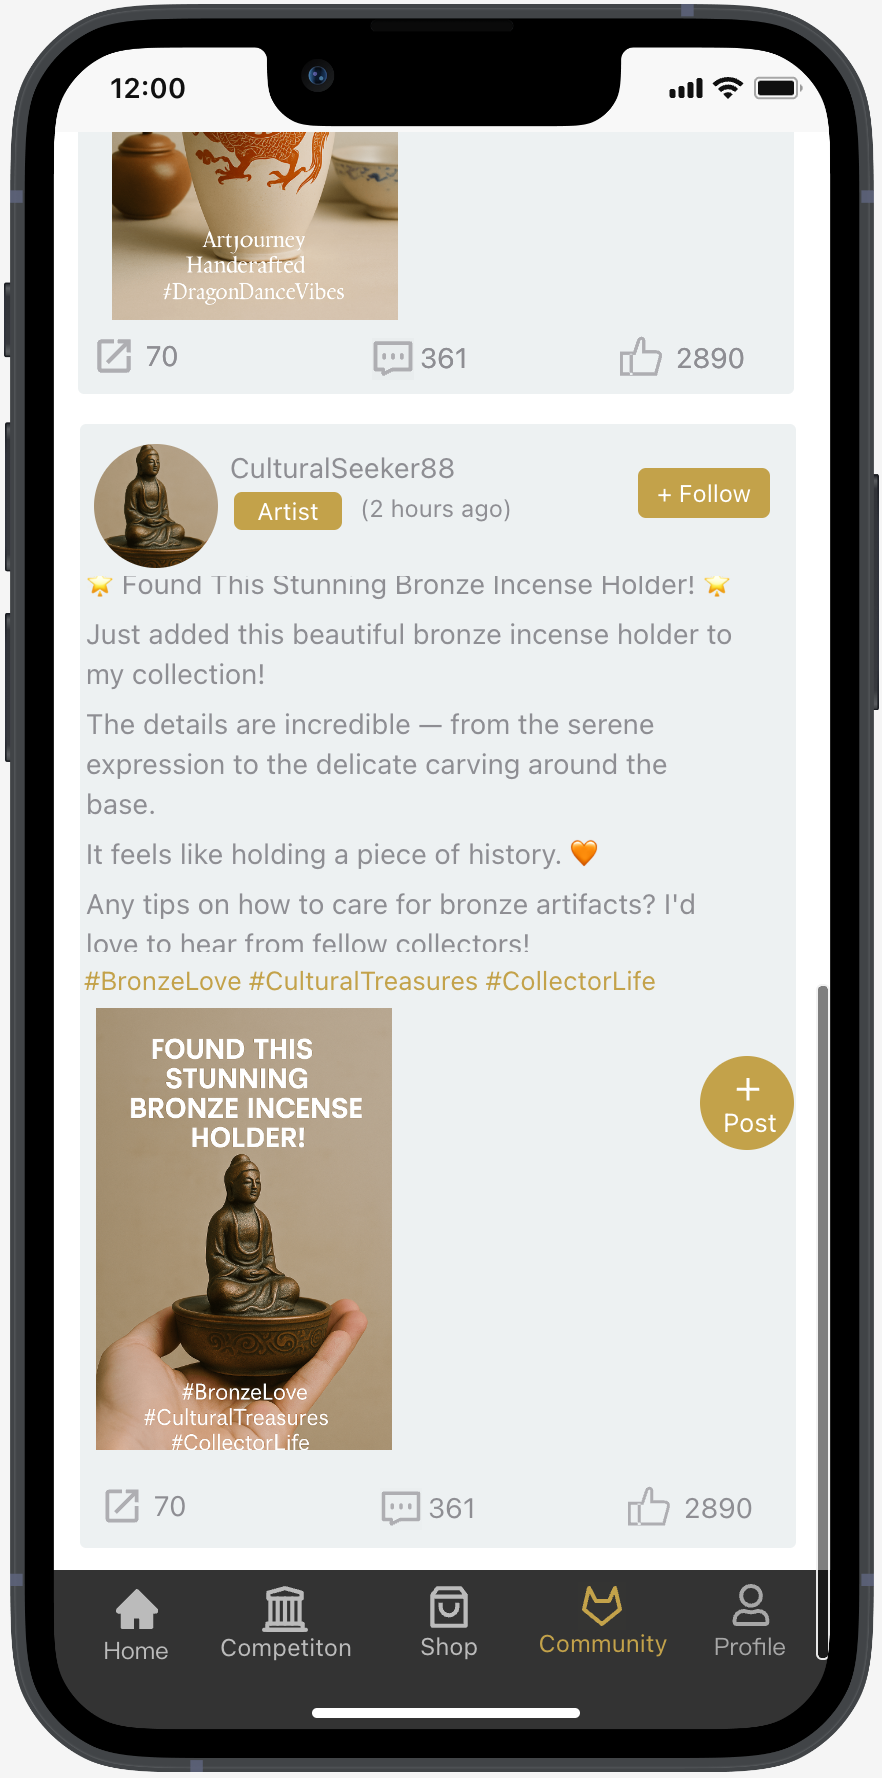 12:00
Artjourney
Handcrafted
#DragonDanceVibes
70
361
2890
CulturalSeeker88
Artist
(2 hours ago)
+ Follow
🌟 Found This Stunning Bronze Incense Holder! 🌟
Just added this beautiful bronze incense holder to
my collection!
The details are incredible — from the serene
expression to the delicate carving around the
base.
It feels like holding a piece of history. 🧡
Any tips on how to care for bronze artifacts? I'd
love to hear from fellow collectors!
#BronzeLove #CulturalTreasures #CollectorLife
FOUND THIS
STUNNING
BRONZE INCENSE
HOLDER!
#BronzeLove
#CulturalTreasures
#CollectorLife
+
Post
70
361
2890
Home
Competiton
Shop
Community
Profile